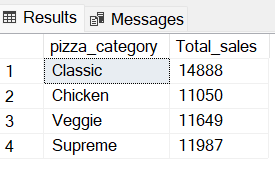 Results Messages
pizza_category Total_sales
1 Classic 14888
2 Chicken 11050
3 Veggie 11649
4 Supreme 11987